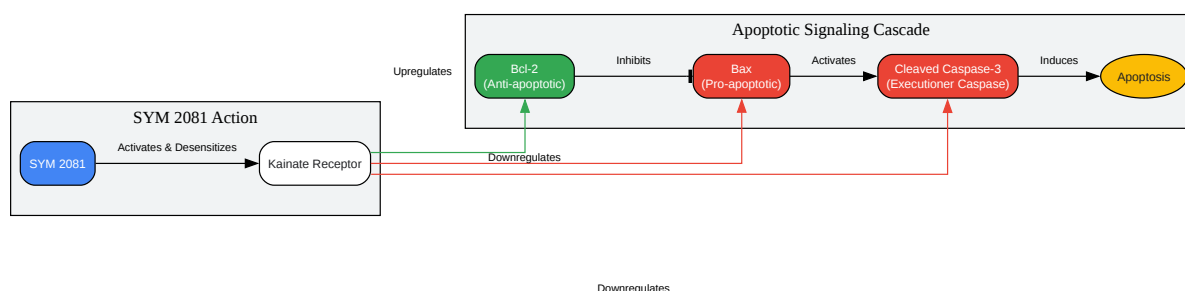 Apoptotic Signaling Cascade
Upregulates
Bcl-2
(Anti-apoptotic)
Inhibits
Bax
(Pro-apoptotic)
Activates
Cleaved Caspase-3
(Executioner Caspase)
Induces
Apoptosis
SYM 2081 Action
SYM 2081
Activates & Desensitizes
Kainate Receptor
Downregulates
Downregulates